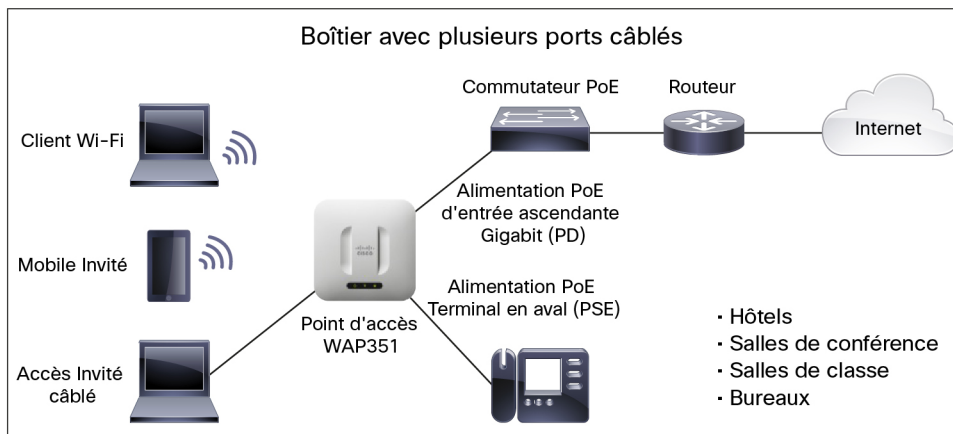 Boîtier avec plusieurs ports câblés
Commutateur PoE
Routeur
Client Wi-Fi
Internet
Alimentation PoE
d'entrée ascendante
Gigabit (PD)
Mobile Invité
cisco
Alimentation PoE
Terminal en aval (PSE)
Point d'accès
WAP351
Accès Invité
câblé
· Hôtels
· Salles de conférence
· Salles de classe
· Bureaux